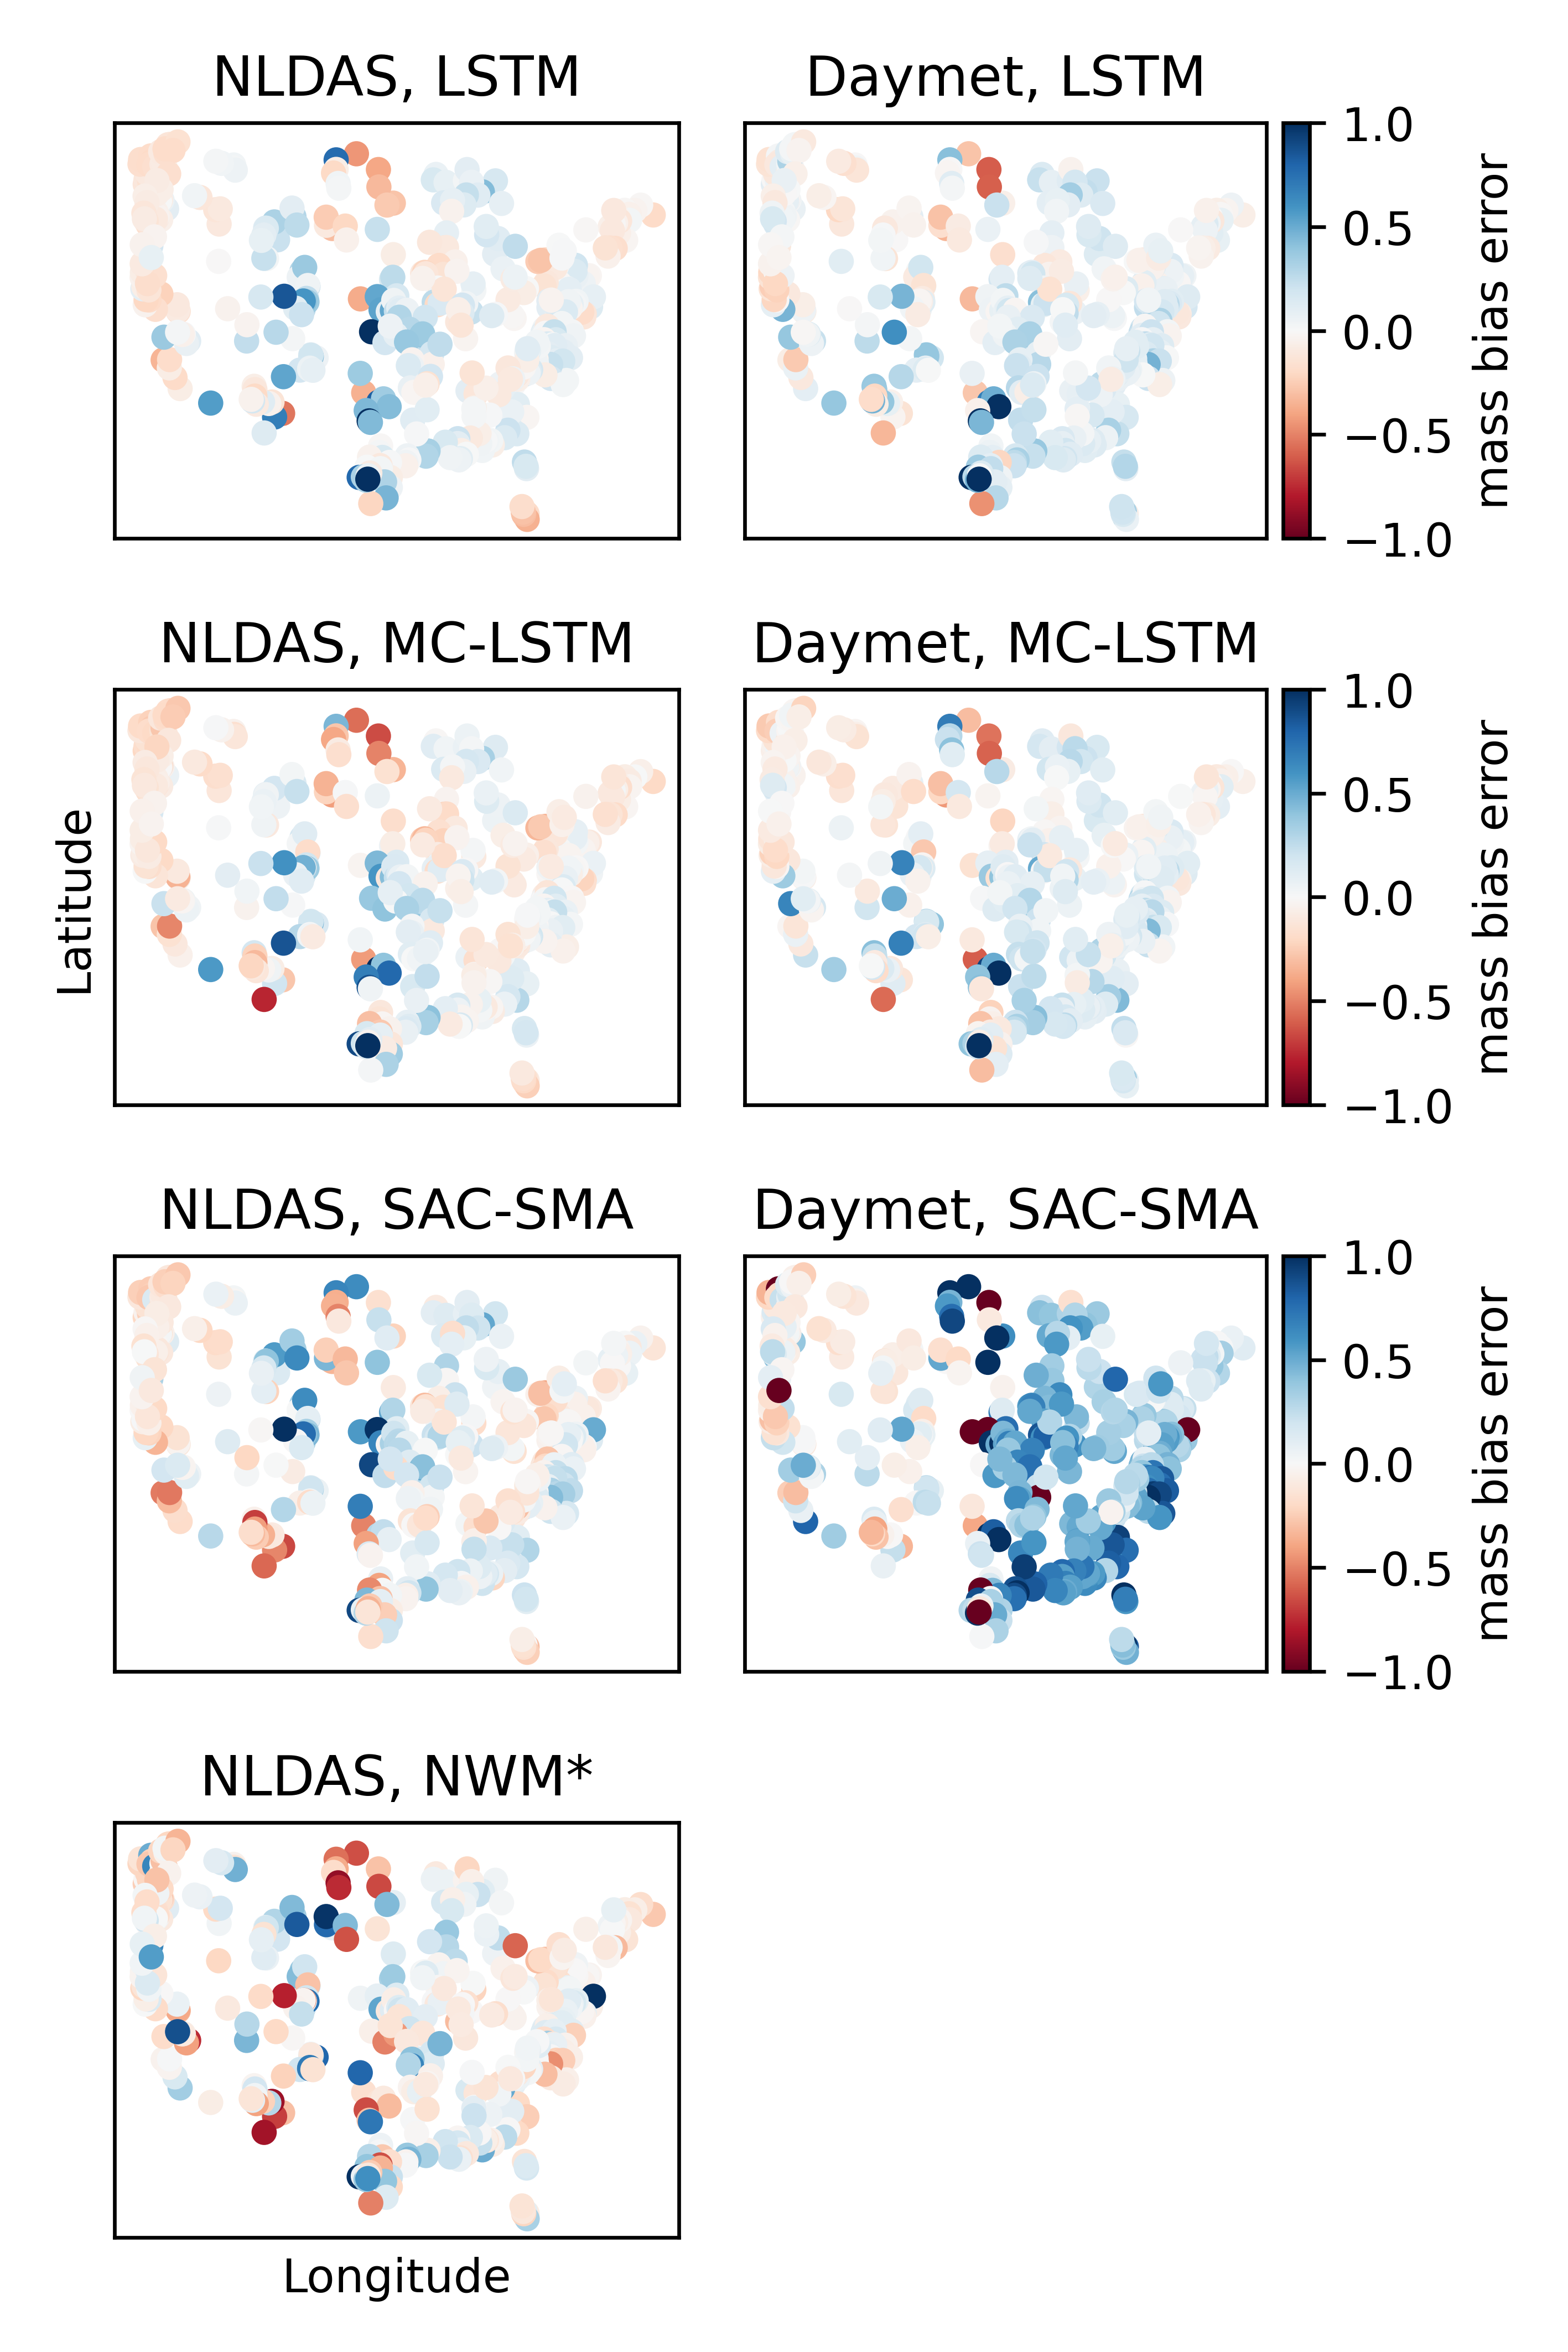 NLDAS, LSTM
Daymet, LSTM
1.0
0.5
0.0
−0.5
−1.0
mass bias error
NLDAS, MC-LSTM
Daymet, MC-LSTM
Latitude
1.0
0.5
0.0
−0.5
−1.0
mass bias error
NLDAS, SAC-SMA
Daymet, SAC-SMA
1.0
0.5
0.0
−0.5
−1.0
mass bias error
NLDAS, NWM*
Longitude